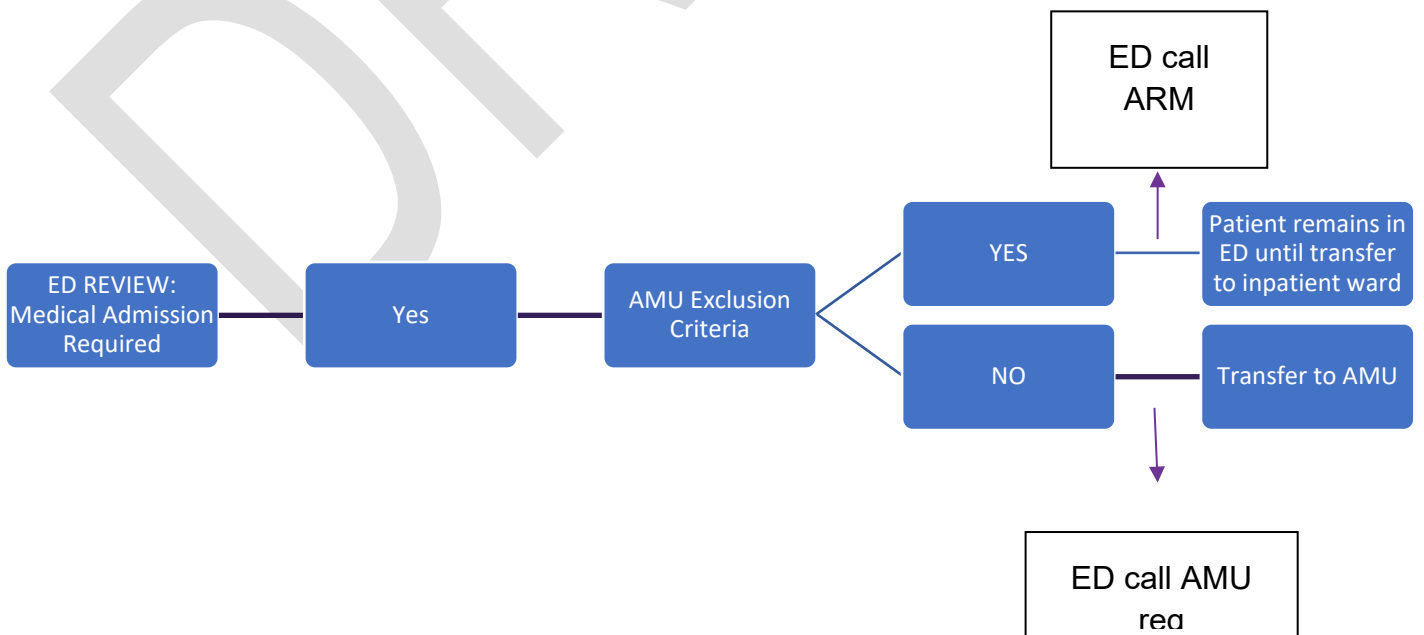 ED call
ARM
ED REVIEW:
Medical Admission
Required
Yes
AMU Exclusion
Criteria
YES
Patient remains in
ED until transfer
to inpatient ward
NO
Transfer to AMU
ED call AMU
reg